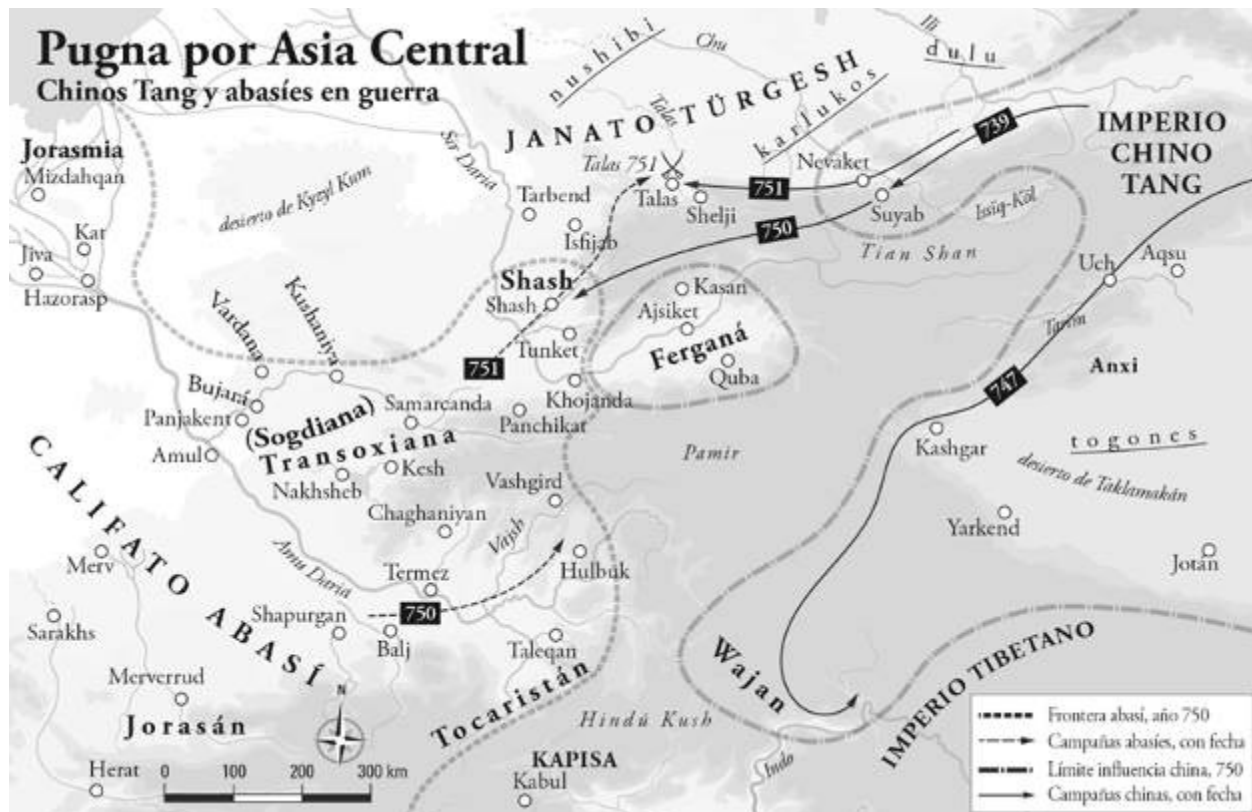 Pugna por Asia Central
Chinos Tang y abasíes en guerra
nushibi
Chu
Ili
dulu
Talas
JANATO TÜRGESH
karlukos
739
IMPERIO
CHINO
TANG
Jorasmia
Mizdahqan
Sir Daria
Talas 751
Nevaket
desierto de Kyzyl Kum
Tarbend
Talas
751
Shelji
Suyab
Issiq-Köl
Kat
Isfijab
750
Tian Shan
Jiva
Hazorasp
Shash
Shash
Kasan
Uch
Aqsu
Ajsiket
Vardana
Kushaniya
Tunket
Ferganá
Tarim
751
Quba
747
Anxi
Bujará
Samarcanda
Khojanda
Panjakent
(Sogdiana)
Panchikat
Transoxiana
Kashgar
togones
Amul
Kesh
Pamir
desierto de Taklamakán
CALIFATO ABASÍ
Nakhsheb
Vashgird
Chaghaniyan
Vajsh
Yarkend
Merv
Amu Daria
Termez
Hulbuk
Jotán
750
Sarakhs
Shapurgan
Balj
Taleqan
Wajan
IMPERIO TIBETANO
Merverrud
N
Jorasán
Tocaristán
Hindú Kush
Indo
KAPISA
Herat
Kabul
0 100 200 300 km
Frontera abasí, año 750
Campañas abasíes, con fecha
Límite influencia china, 750
Campañas chinas, con fecha